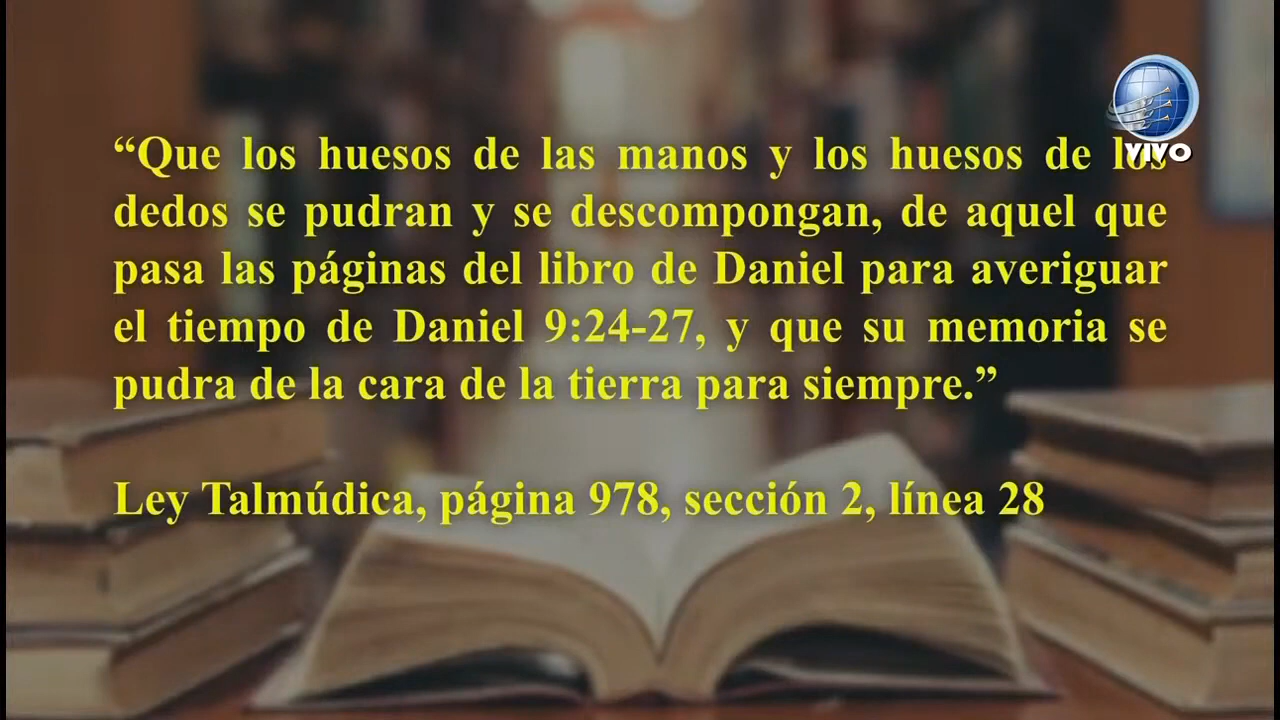 “Que los huesos de las manos y los huesos de los
dedos se pudran y se descompongan, de aquel que
pasa las páginas del libro de Daniel para averiguar
el tiempo de Daniel 9:24-27, y que su memoria se
pudra de la cara de la tierra para siempre.”
Ley Talmúdica, página 978, sección 2, línea 28
VIVO